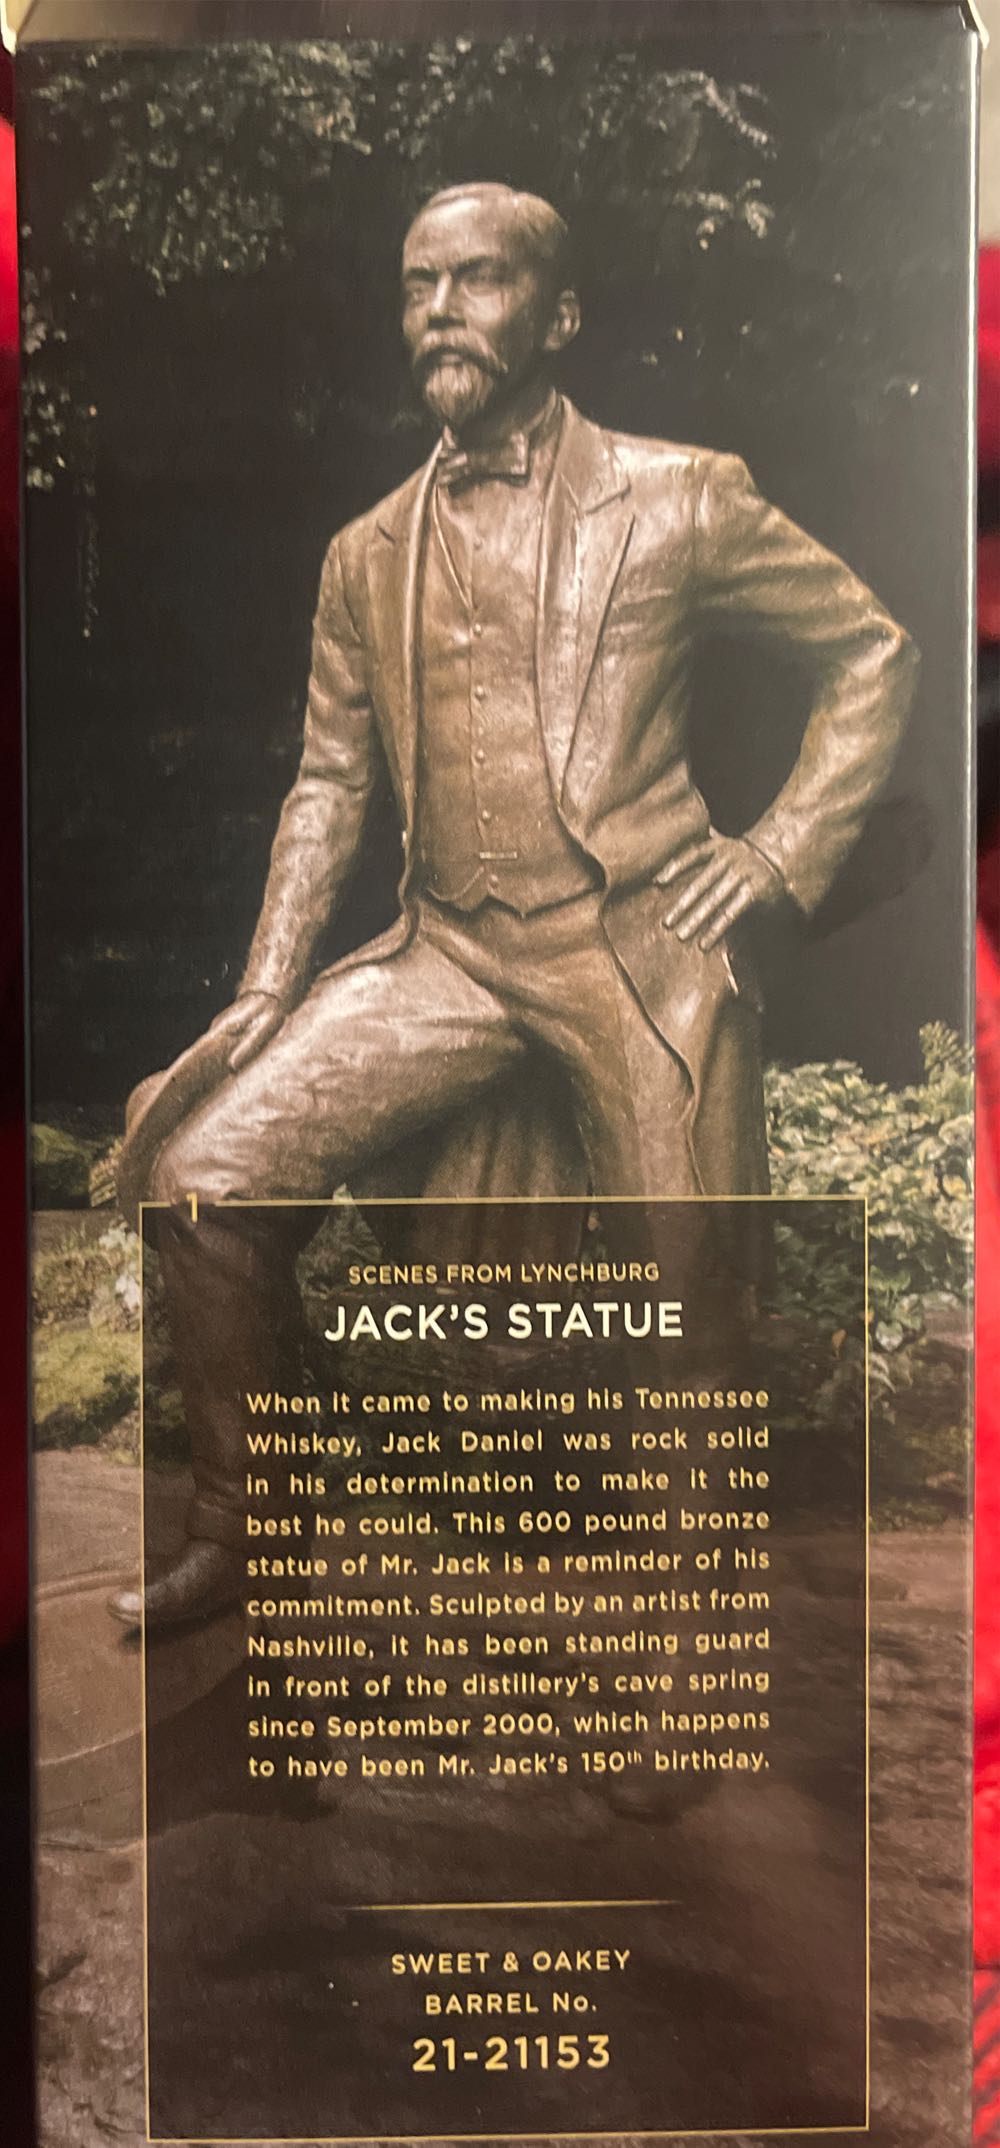 1
SCENES FROM LYNCHBURG
JACK'S STATUE
When it came to making his Tennessee
Whiskey, Jack Daniel was rock solid
in his determination to make it the
best he could. This 600 pound bronze
statue of Mr. Jack is a reminder of his
commitment. Sculpted by an artist from
Nashville, it has been standing guard
in front of the distillery's cave spring
since September 2000, which happens
to have been Mr. Jack's 150th birthday.
SWEET & OAKEY
BARREL No.
21-21153